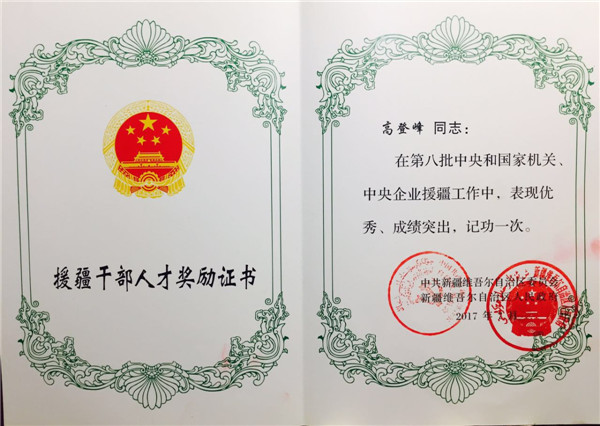 援疆干部人才奖励证书
高登峰 同志：
在第八批中央和国家机关、
中央企业援疆工作中，表现优
秀、成绩突出，记功一次。
中共新疆维吾尔自治区委员会
新疆维吾尔自治区人民政府
2017 年